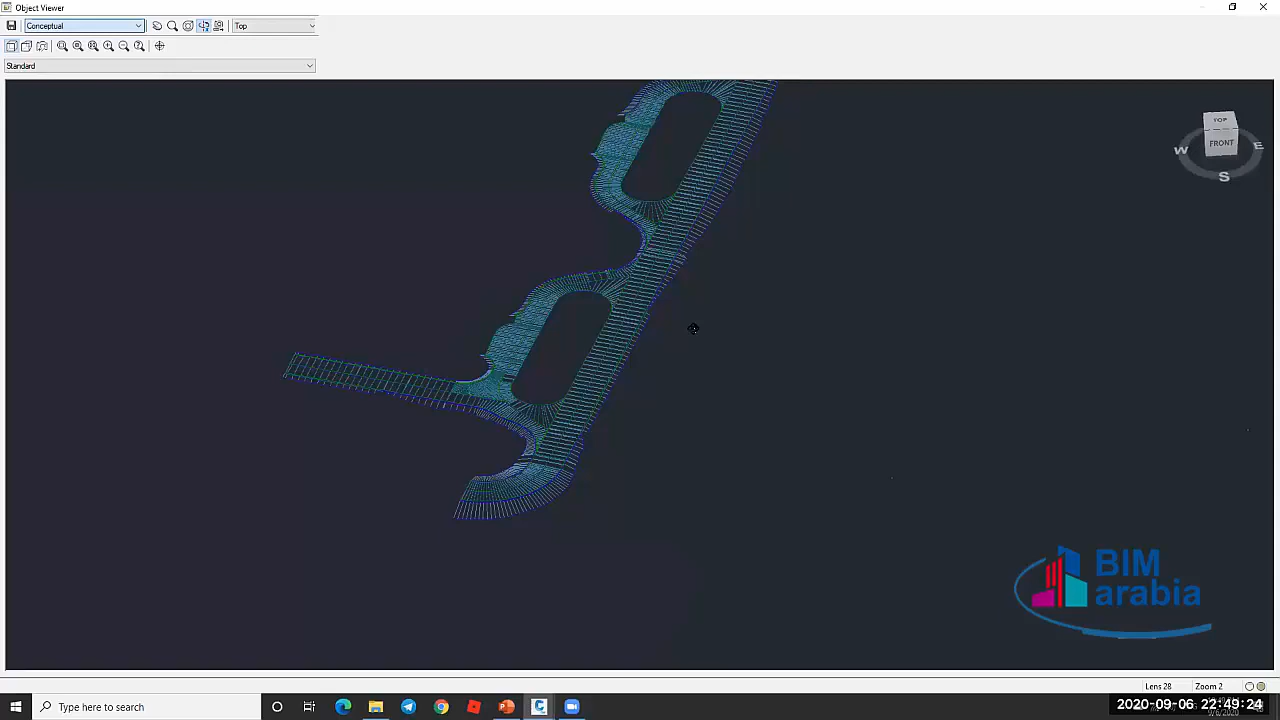 Object Viewer
Conceptual
Top
Standard
TOP
FRONT
W
E
S
BIM
arabia
Lens 28
Zoom 2
Type here to search
2020-09-06 22:49:24